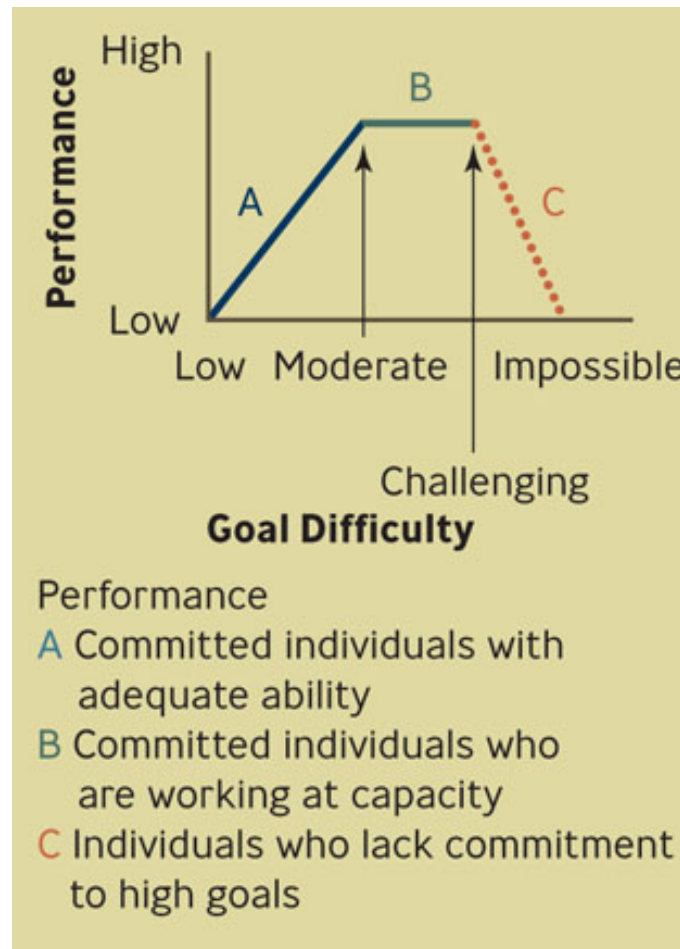 High
Performance
B
A
C
Low
Low Moderate Impossible
Challenging
Goal Difficulty
Performance
A Committed individuals with
adequate ability
B Committed individuals who
are working at capacity
C Individuals who lack commitment
to high goals